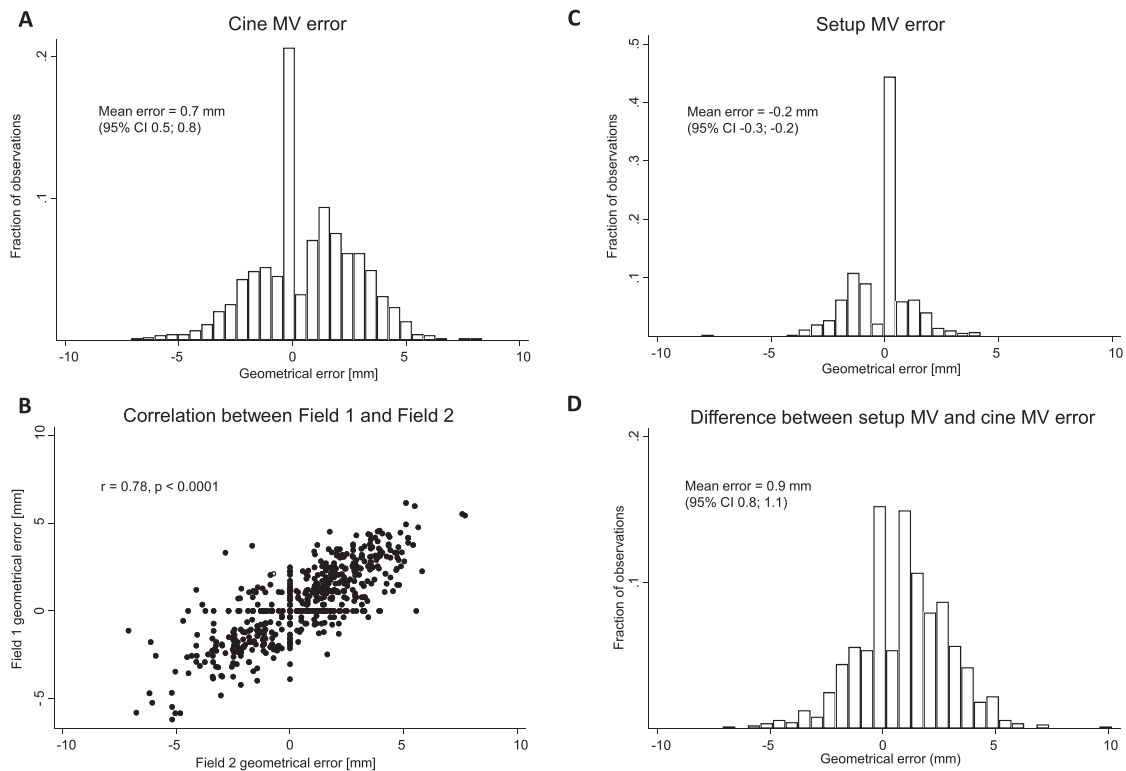 A
Cine MV error
Mean error = 0.7 mm
(95% CI 0.5; 0.8)
Fraction of observations
.2
.1
-10
-5
0
5
10
Geometrical error [mm]
C
Setup MV error
Mean error = -0.2 mm
(95% CI -0.3; -0.2)
Fraction of observations
.5
.4
.3
.2
.1
-10
-5
0
5
10
Geometrical error [mm]
B
Correlation between Field 1 and Field 2
r = 0.78, p < 0.0001
Field 1 geometrical error [mm]
10
5
0
-5
-10
-5
0
5
10
Field 2 geometrical error [mm]
D
Difference between setup MV and cine MV error
Mean error = 0.9 mm
(95% CI 0.8; 1.1)
Fraction of observations
.2
.1
-10
-5
0
5
10
Geometrical error (mm)